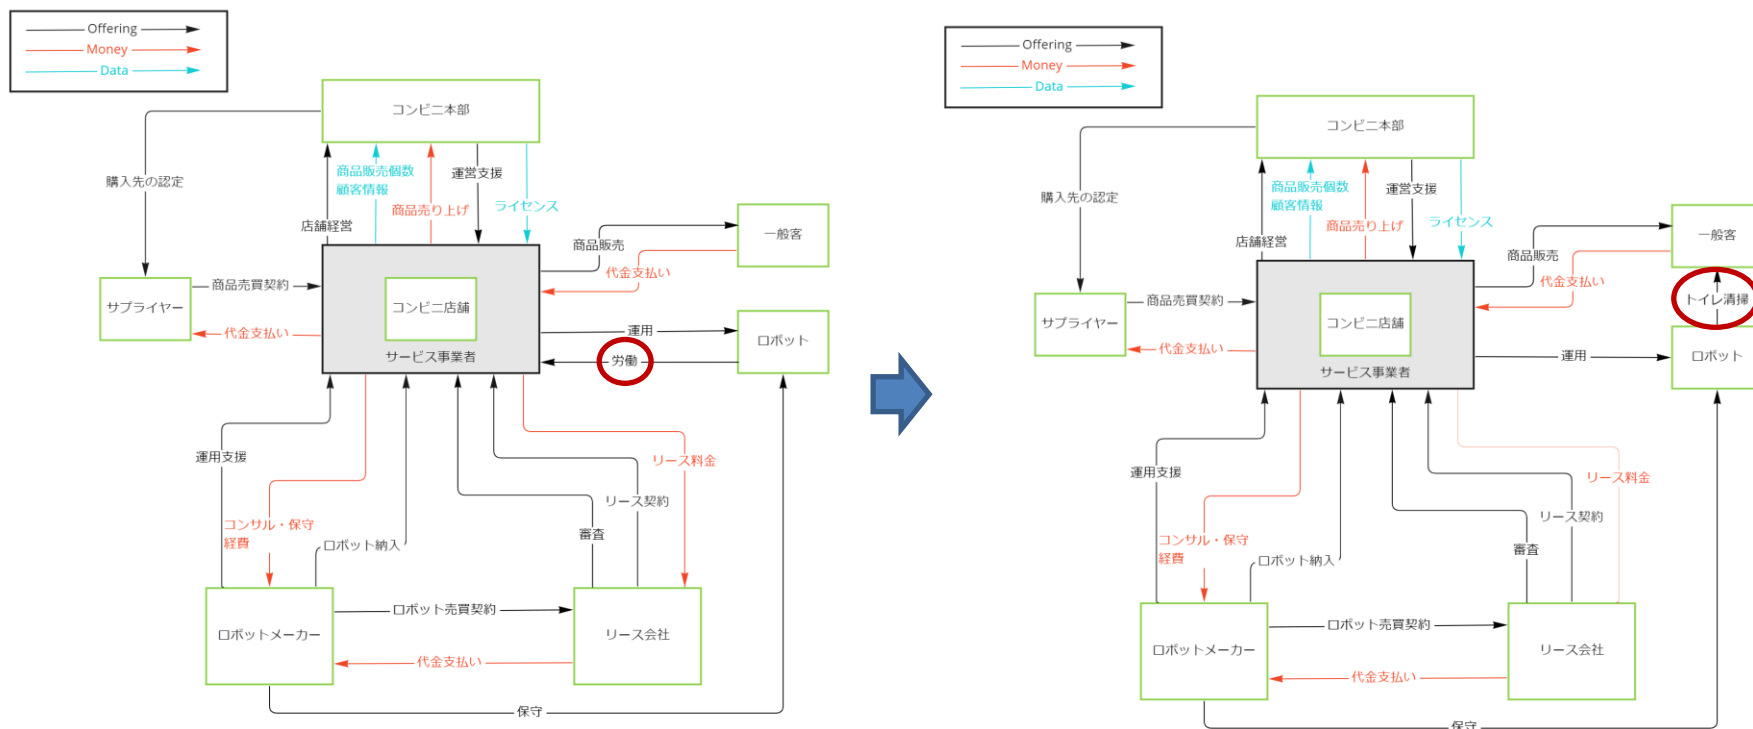 Offering
Money
Data
コンビニ本部
購入先の認定
商品販売個数
顧客情報
運営支援
商品売り上げ
ライセンス
店舗経営
一般客
商品販売
代金支払い
サプライヤー
商品売買契約
代金支払い
コンビニ店舗
サービス事業者
運用
労働
ロボット
運用支援
リース料金
リース契約
コンサル・保守
経費
ロボット納入
審査
ロボットメーカー
ロボット売買契約
代金支払い
リース会社
保守
Offering
Money
Data
コンビニ本部
購入先の認定
商品販売個数
顧客情報
運営支援
商品売り上げ
ライセンス
店舗経営
一般客
商品販売
代金支払い
トイレ清掃
サプライヤー
商品売買契約
代金支払い
コンビニ店舗
サービス事業者
運用
ロボット
運用支援
リース料金
リース契約
コンサル・保守
経費
ロボット納入
審査
ロボットメーカー
ロボット売買契約
代金支払い
リース会社
保守